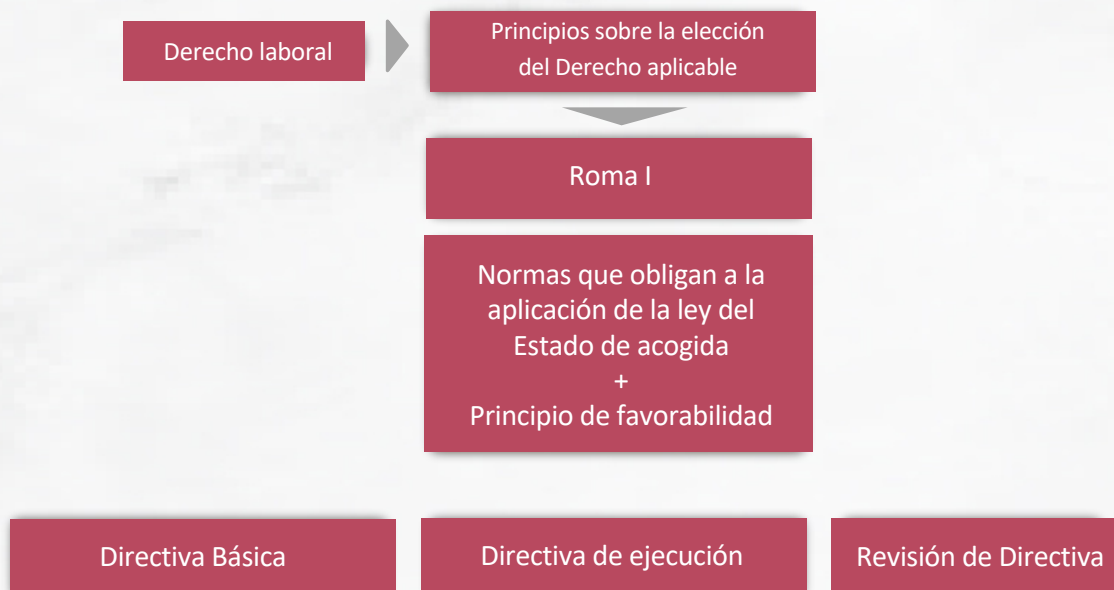 Derecho laboral
Principios sobre la elección
del Derecho aplicable
Roma I
Normas que obligan a la
aplicación de la ley del
Estado de acogida
+
Principio de favorabilidad
Directiva Básica
Directiva de ejecución
Revisión de Directiva